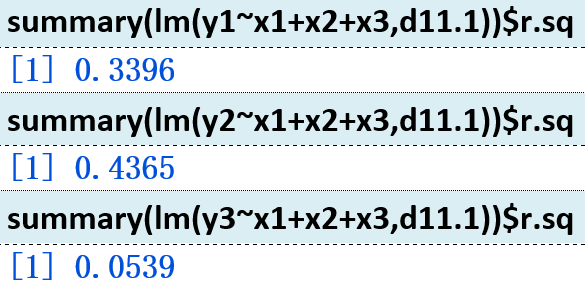 summary(lm(y1~x1+x2+x3,d11.1))$r.sq
[1] 0.3396
summary(lm(y2~x1+x2+x3,d11.1))$r.sq
[1] 0.4365
summary(lm(y3~x1+x2+x3,d11.1))$r.sq
[1] 0.0539